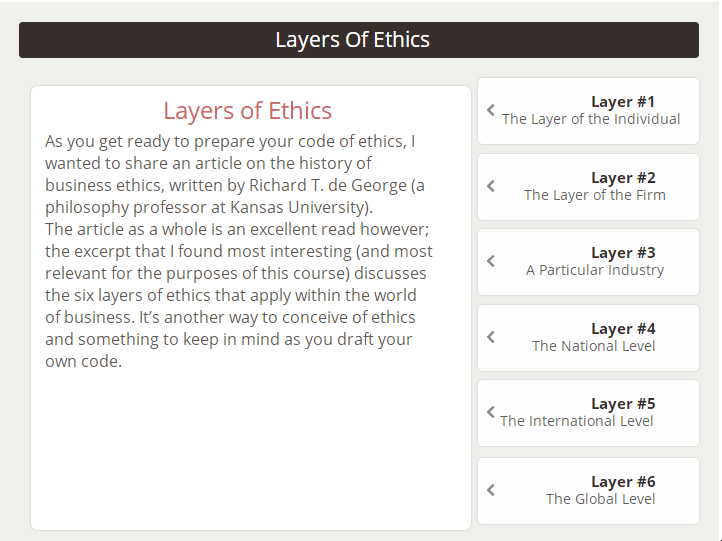 Layers Of Ethics
Layers of Ethics
As you get ready to prepare your code of ethics, I
wanted to share an article on the history of
business ethics, written by Richard T. de George (a
philosophy professor at Kansas University).
The article as a whole is an excellent read however;
the excerpt that I found most interesting (and most
relevant for the purposes of this course) discusses
the six layers of ethics that apply within the world
of business. It’s another way to conceive of ethics
and something to keep in mind as you draft your
own code.
Layer #1
The Layer of the Individual
Layer #2
The Layer of the Firm
Layer #3
A Particular Industry
Layer #4
The National Level
Layer #5
The International Level
Layer #6
The Global Level